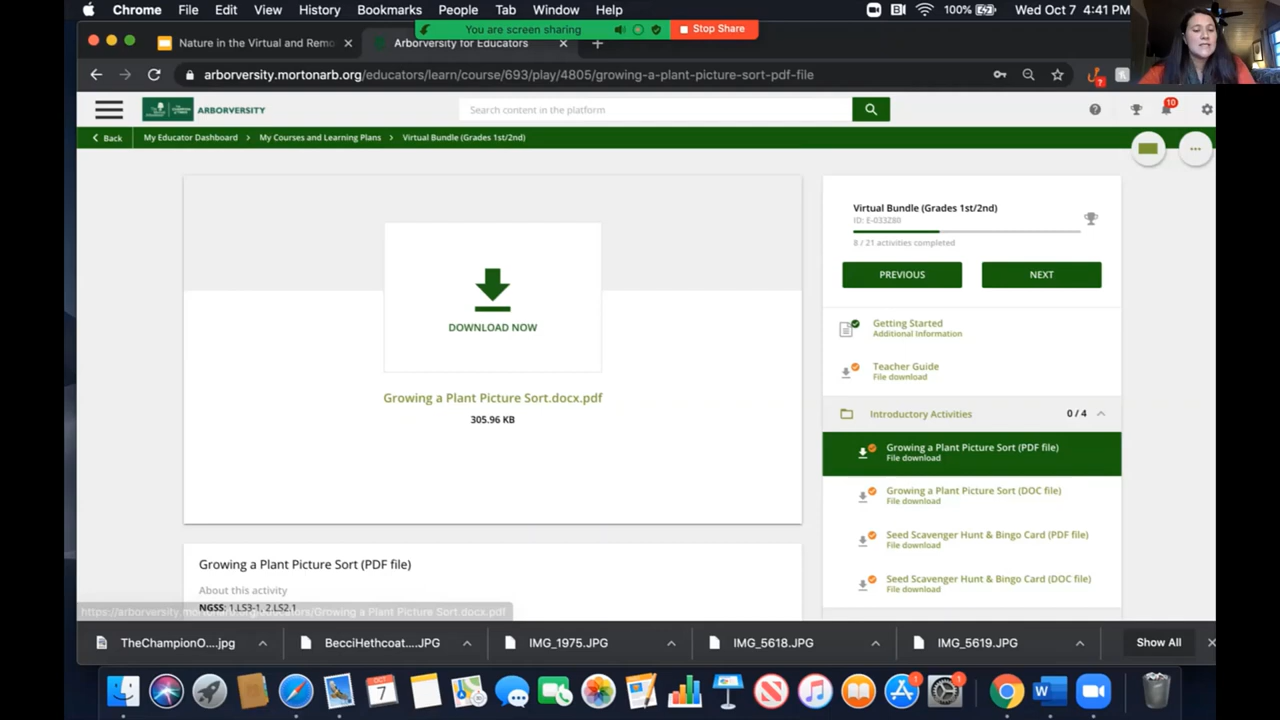 Chrome File Edit View History Bookmarks People Tab Window Help 100% Wed Oct 7 4:41 PM
You are screen sharing Stop Share
Nature in the Virtual and Remo Arborversity for Educators
arborversity.mortonarb.org/educators/learn/course/693/play/4805/growing-a-plant-picture-sort-pdf-file
ARBORVERSITY Search content in the platform 10
Back My Educator Dashboard My Courses and Learning Plans Virtual Bundle (Grades 1st/2nd)
Virtual Bundle (Grades 1st/2nd)
ID: E-033Z80
8 / 21 activities completed
PREVIOUS NEXT
DOWNLOAD NOW
Growing a Plant Picture Sort.docx.pdf
305.96 KB
Getting Started
Additional Information
Teacher Guide
File download
Introductory Activities 0 / 4
Growing a Plant Picture Sort (PDF file)
File download
Growing a Plant Picture Sort (DOC file)
File download
Seed Scavenger Hunt & Bingo Card (PDF file)
File download
Seed Scavenger Hunt & Bingo Card (DOC file)
File download
Growing a Plant Picture Sort (PDF file)
About this activity
NGSS: 1.LS3-1, 2.LS2.1
TheChampionO....jpg BecciHethcoat....JPG IMG_1975.JPG IMG_5618.JPG IMG_5619.JPG Show All
OCT
7
1
1